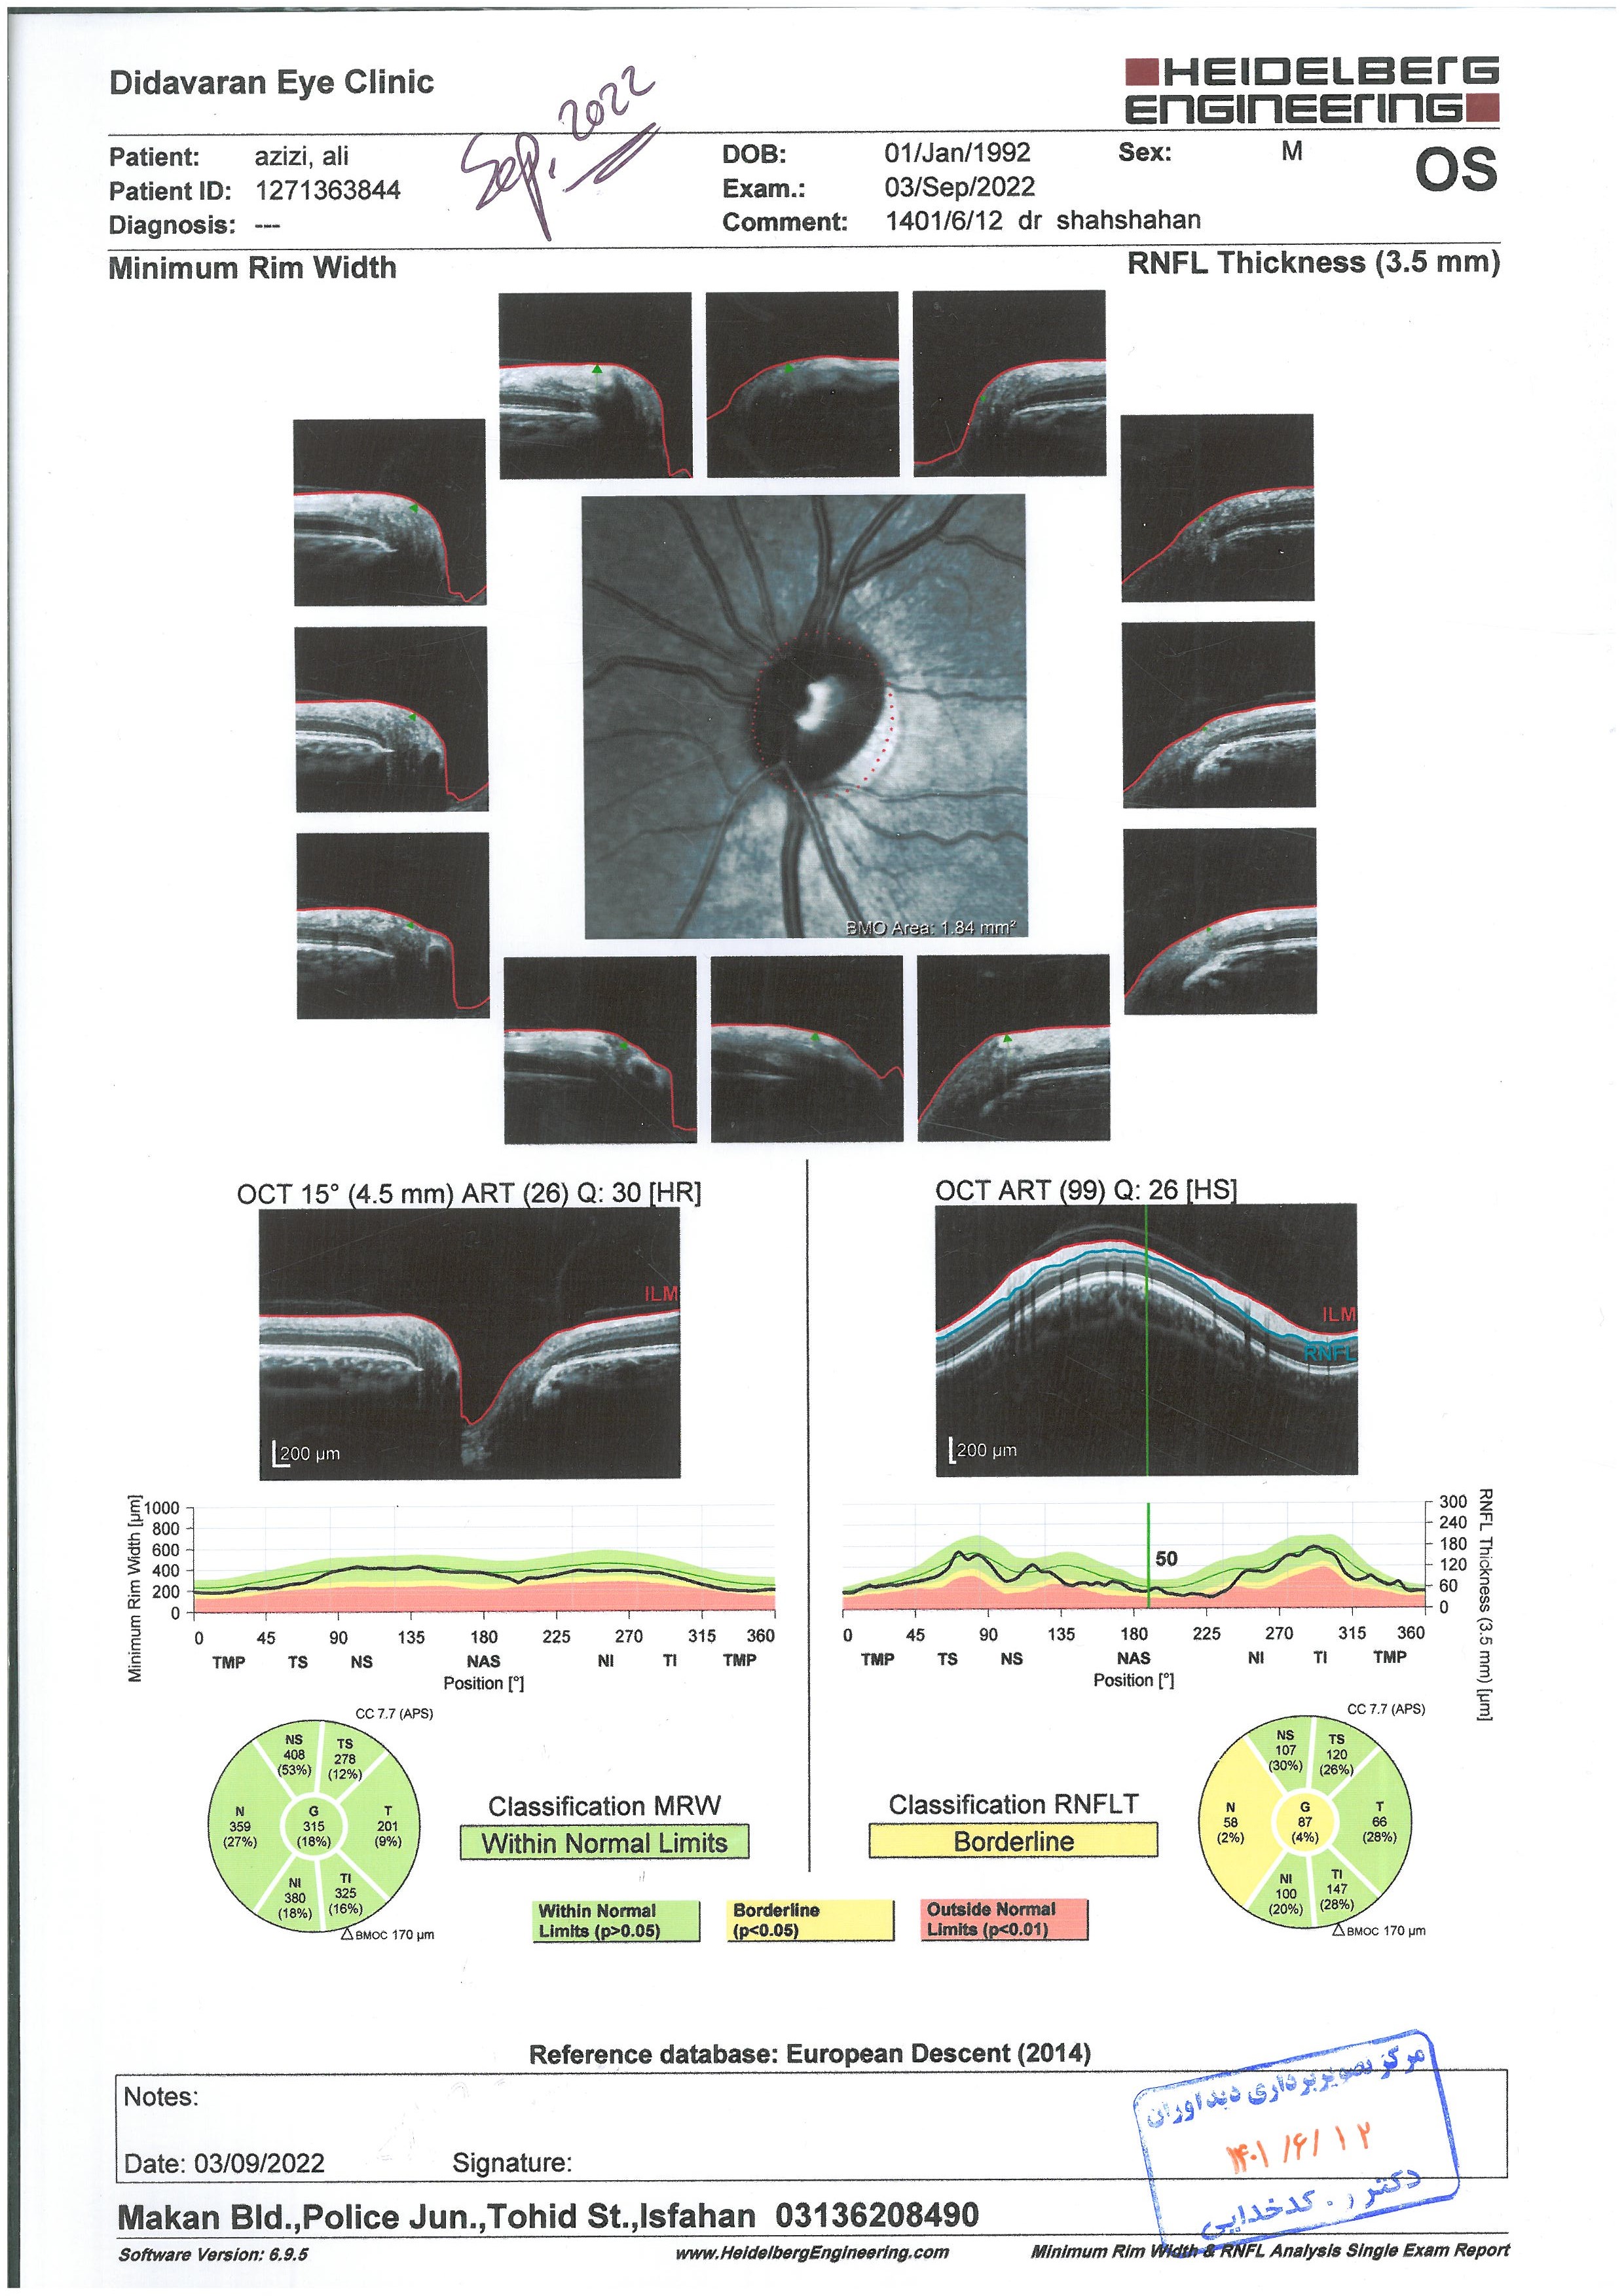 Didavaran Eye Clinic
HEIDELBERG
ENGINEERING
Sep. 2022
Patient: azizi, ali
Patient ID: 1271363844
Diagnosis: ---
DOB: 01/Jan/1992
Sex: M
Exam.: 03/Sep/2022
Comment: 1401/6/12 dr shahshahan
OS
Minimum Rim Width
RNFL Thickness (3.5 mm)
BMO Area: 1.84 mm²
OCT 15° (4.5 mm) ART (26) Q: 30 [HR]
ILM
200 µm
OCT ART (99) Q: 26 [HS]
ILM
RNFL
200 µm
Minimum Rim Width [µm]
1000
800
600
400
200
0
0 45 90 135 180 225 270 315 360
TMP TS NS NAS NI TI TMP
Position [°]
50
300
240
180
120
60
0
RNFL Thickness (3.5 mm) [µm]
0 45 90 135 180 225 270 315 360
TMP TS NS NAS NI TI TMP
Position [°]
CC 7.7 (APS)
NS 408 (53%)
TS 278 (12%)
N 359 (27%)
G 315 (18%)
T 201 (9%)
NI 380 (18%)
TI 325 (16%)
BMOC 170 µm
Classification MRW
Within Normal Limits
Classification RNFLT
Borderline
CC 7.7 (APS)
NS 107 (30%)
TS 120 (26%)
N 58 (2%)
G 87 (4%)
T 66 (28%)
NI 100 (20%)
TI 147 (28%)
BMOC 170 µm
Within Normal
Limits (p>0.05)
Borderline
(p<0.05)
Outside Normal
Limits (p<0.01)
Reference database: European Descent (2014)
Notes:
Date: 03/09/2022
Signature:
مرکز تصویربرداری دیداوران
۱۴۰۱/۶/۱۲
دکتر ر. کدخدایی
Makan Bld.,Police Jun.,Tohid St.,Isfahan 03136208490
Software Version: 6.9.5
www.HeidelbergEngineering.com
Minimum Rim Width & RNFL Analysis Single Exam Report